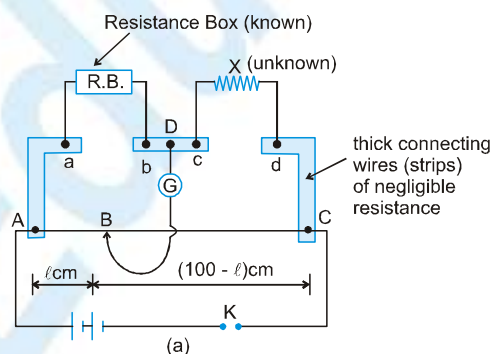 Resistance Box (known)
R.B.
X (unknown)
D
a
b
c
d
G
thick connecting
wires (strips)
of negligible
resistance
A
B
C
ℓcm
(100 - ℓ)cm
K
(a)